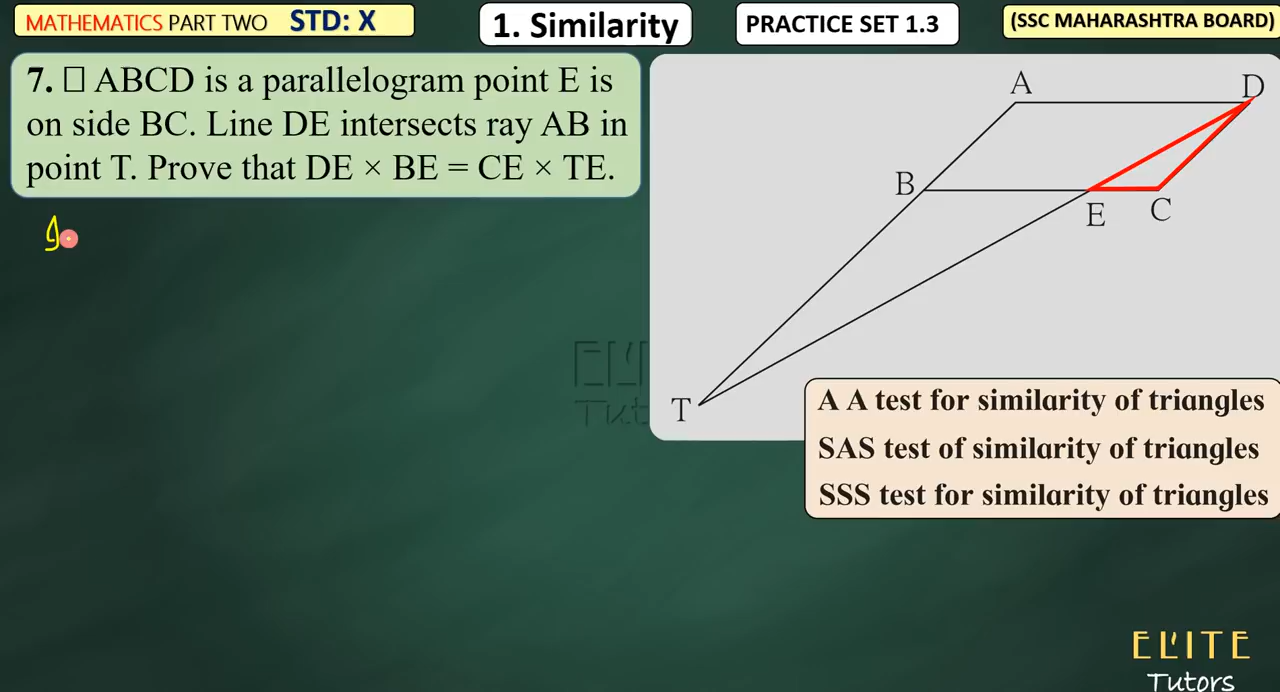 MATHEMATICS PART TWO STD: X
1. Similarity
PRACTICE SET 1.3
(SSC MAHARASHTRA BOARD)
7. □ ABCD is a parallelogram point E is
on side BC. Line DE intersects ray AB in
point T. Prove that DE × BE = CE × TE.
A
D
B
E
C
T
A A test for similarity of triangles
SAS test of similarity of triangles
SSS test for similarity of triangles
ELITE
Tutors